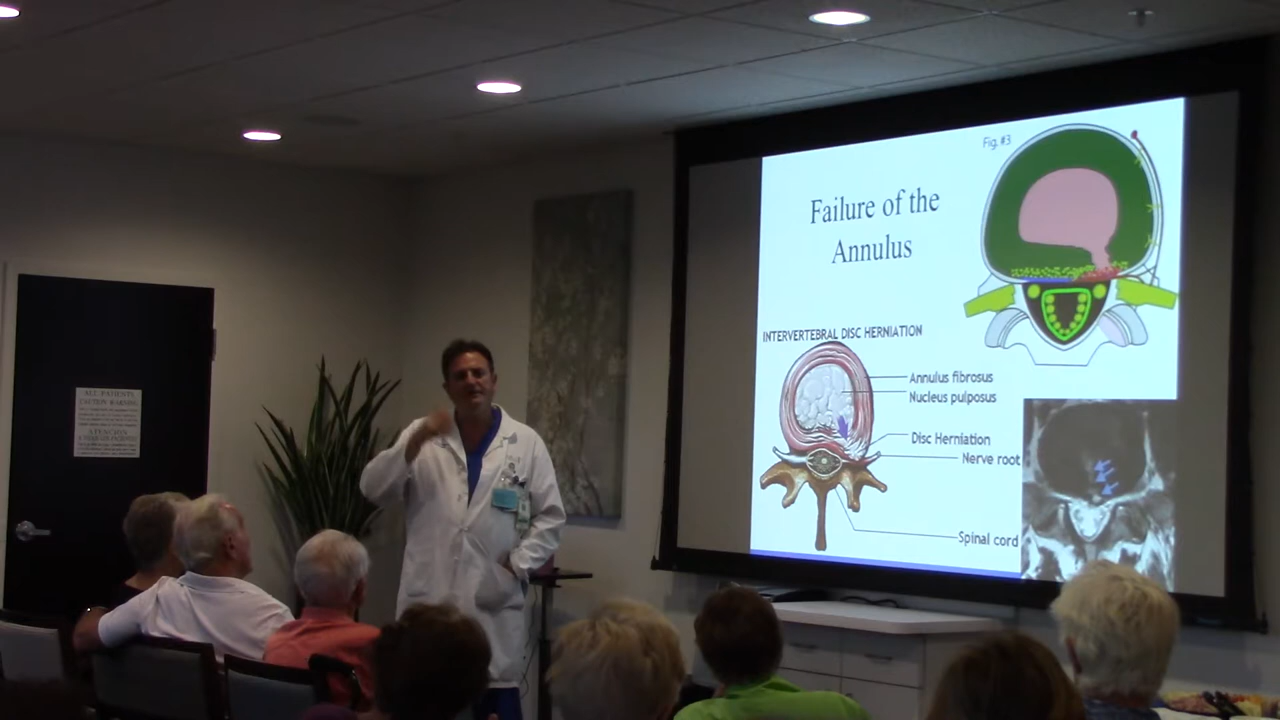 Fig. #3
Failure of the
Annulus
INTERVERTEBRAL DISC HERNIATION
Annulus fibrosus
Nucleus pulposus
Disc Herniation
Nerve root
Spinal cord
ALL PATIENTS